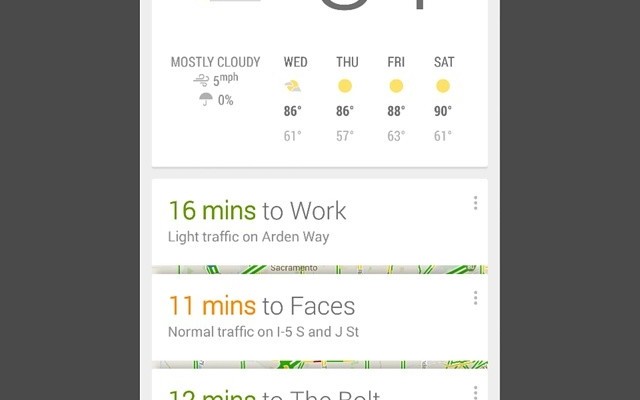 MOSTLY CLOUDY WED THU FRI SAT
5mph
0%
86° 86° 88° 90°
61° 57° 63° 61°
16 mins to Work
Light traffic on Arden Way
Sacramento
11 mins to Faces
Normal traffic on I-5 S and J St
12 mins to The Bolt